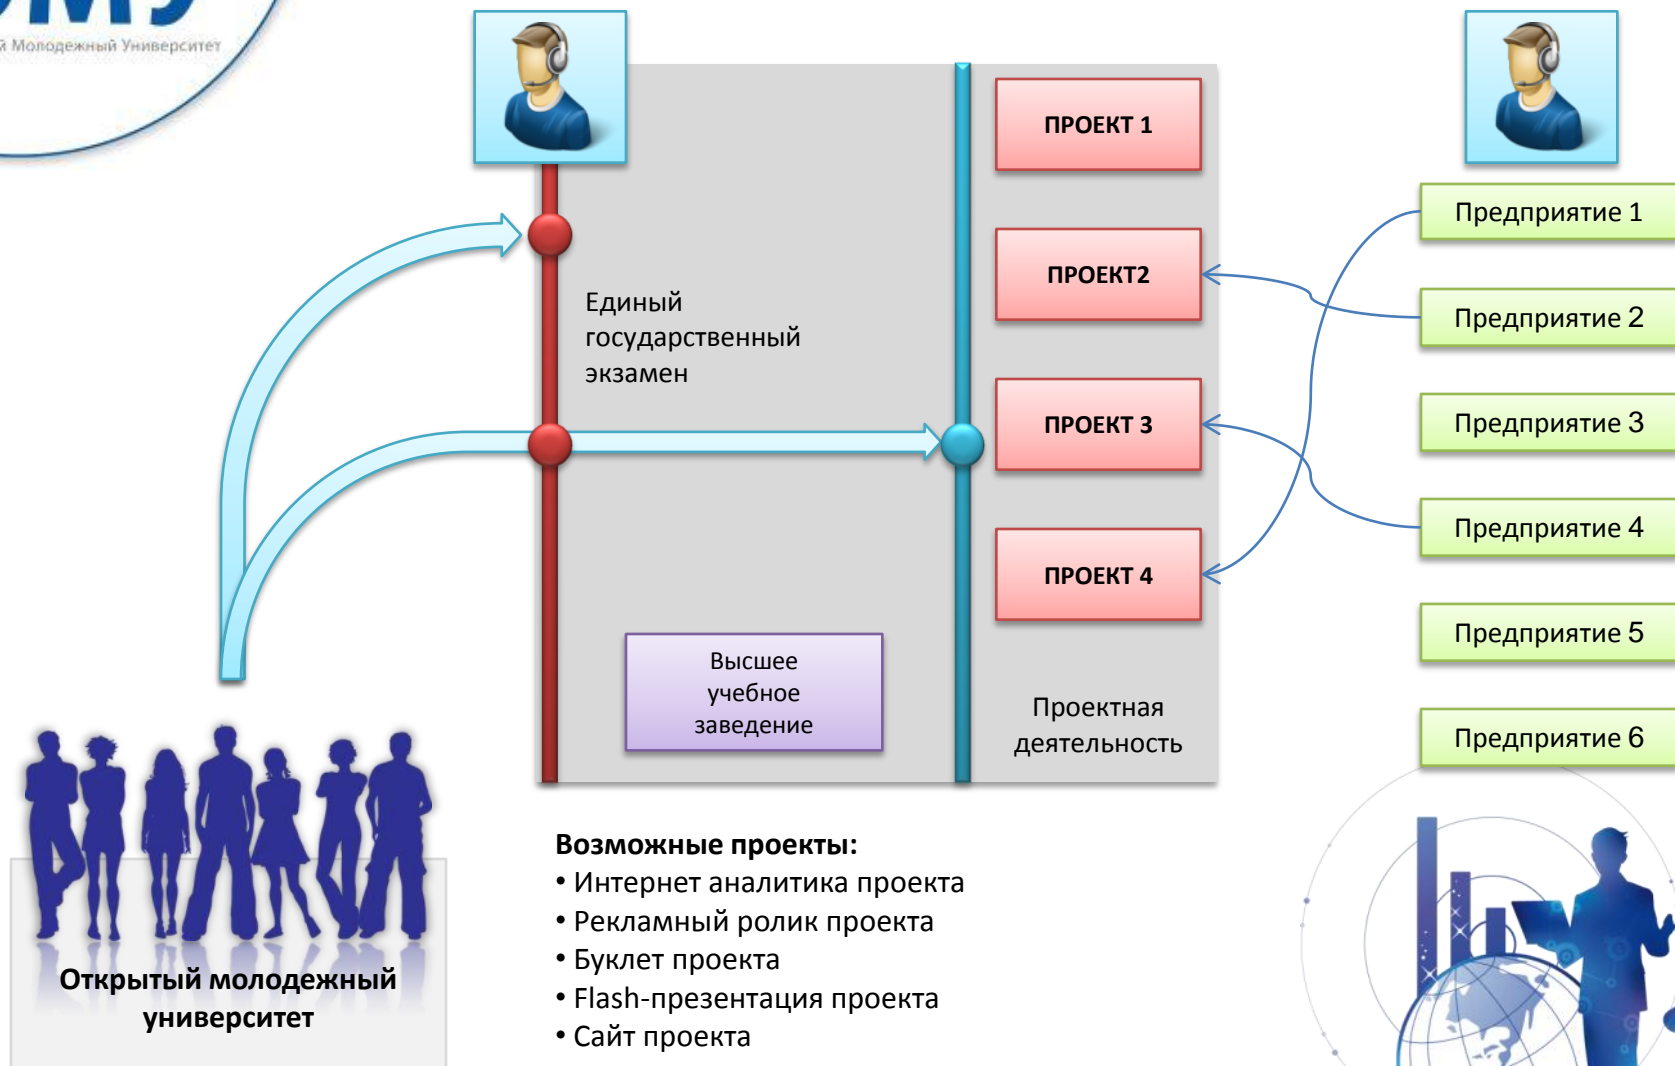 й Молодежный Университет
Единый
государственный
экзамен
Высшее
учебное
заведение
ПРОЕКТ 1
ПРОЕКТ2
ПРОЕКТ 3
ПРОЕКТ 4
Проектная
деятельность
Предприятие 1
Предприятие 2
Предприятие 3
Предприятие 4
Предприятие 5
Предприятие 6
Открытый молодежный
университет
Возможные проекты:
• Интернет аналитика проекта
• Рекламный ролик проекта
• Буклет проекта
• Flash-презентация проекта
• Сайт проекта